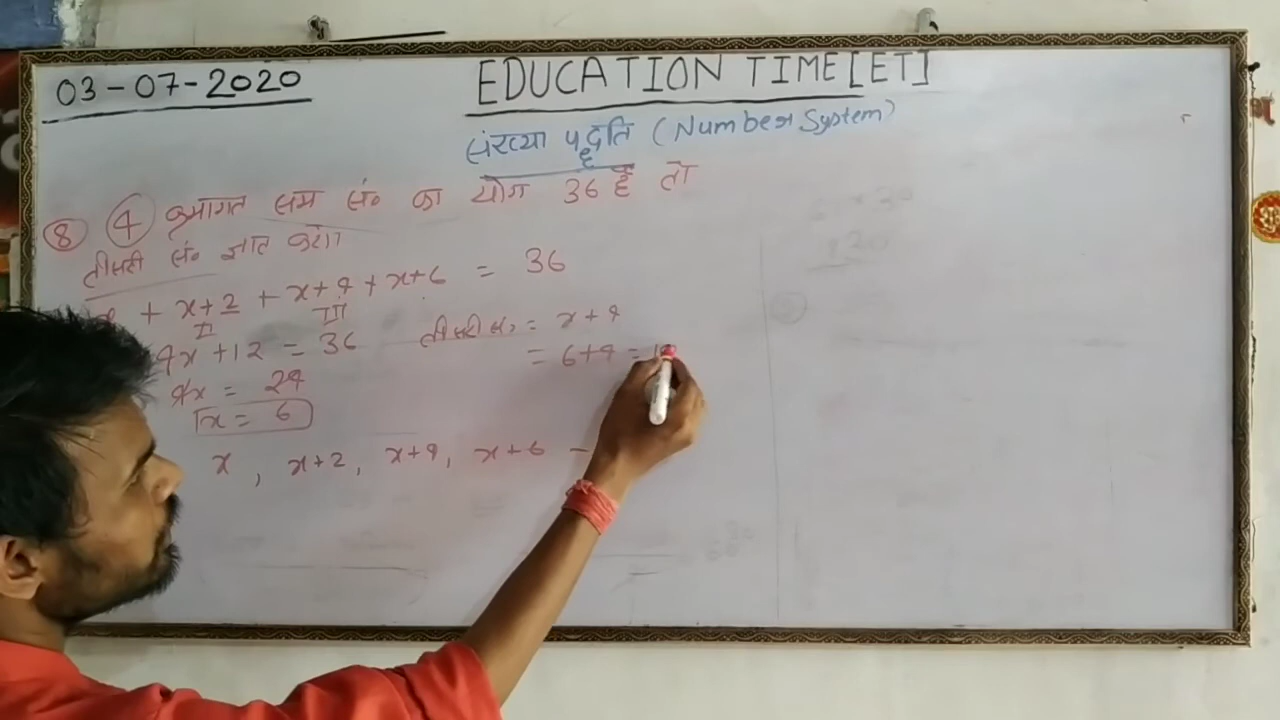 03-07-2020
EDUCATION TIME[ET]
संख्या पद्धति (Number System)
8 4 क्रमागत सम सं० का योग 36 है तो
तीसरी सं० ज्ञात करो।
+ x+2 + x+4 + x+6 = 36
II III
4x+12 = 36
4x = 24
x = 6
तीसरी सं० = x+4
= 6+4 =
x , x+2, x+4, x+6 -